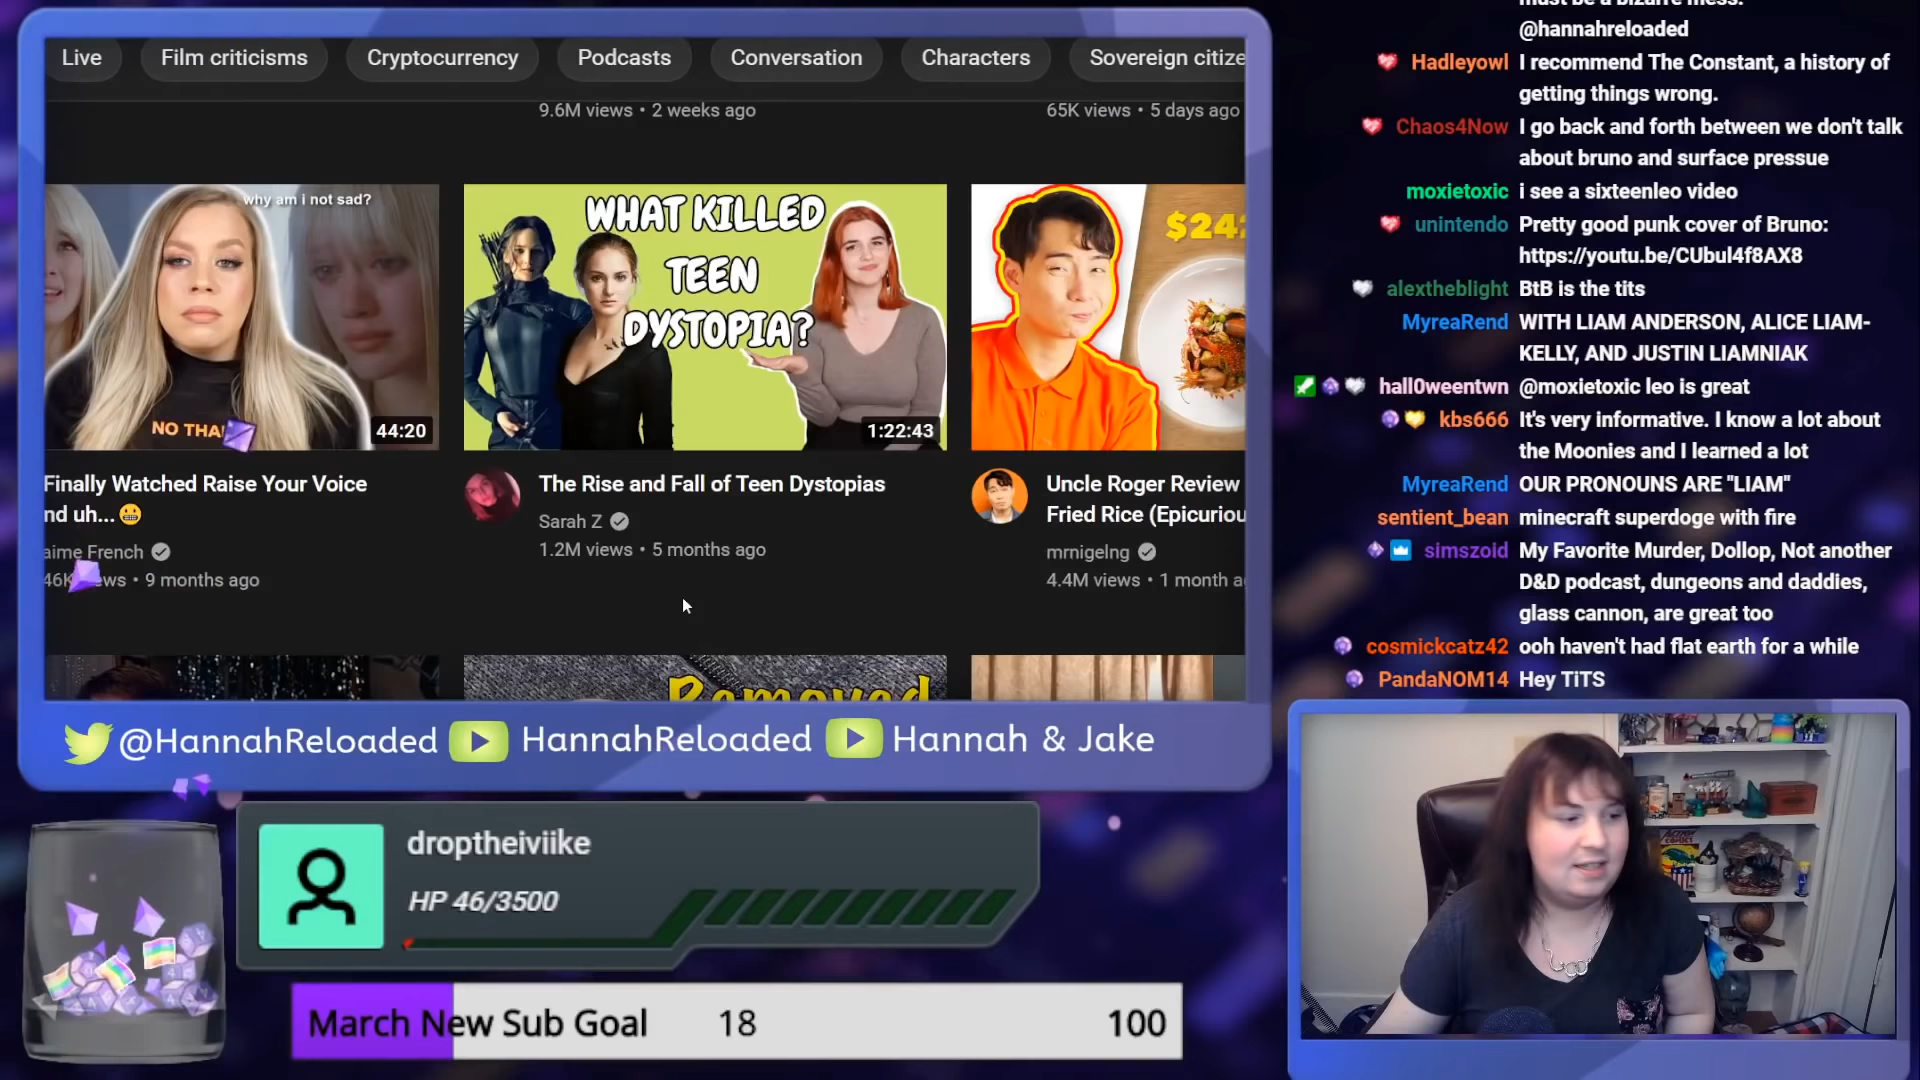 Live
Film criticisms
Cryptocurrency
Podcasts
Conversation
Characters
Sovereign citize
9.6M views • 2 weeks ago
65K views • 5 days ago
why am i not sad?
NO THA
44:20
WHAT KILLED
TEEN
DYSTOPIA?
1:22:43
$24
Finally Watched Raise Your Voice
nd uh...😬
aime French
46K ews • 9 months ago
The Rise and Fall of Teen Dystopias
Sarah Z
1.2M views • 5 months ago
Uncle Roger Review
Fried Rice (Epicuriou
mrnigelng
4.4M views • 1 month a
Removed
@HannahReloaded
HannahReloaded
Hannah & Jake
droptheiviike
HP 46/3500
March New Sub Goal 18 100
must be a bizarre mess.
@hannahreloaded
Hadleyowl I recommend The Constant, a history of
getting things wrong.
Chaos4Now I go back and forth between we don't talk
about bruno and surface pressue
moxietoxic i see a sixteenleo video
unintendo Pretty good punk cover of Bruno:
https://youtu.be/CUbul4f8AX8
alextheblight BtB is the tits
MyreaRend WITH LIAM ANDERSON, ALICE LIAM-
KELLY, AND JUSTIN LIAMNIAK
hall0weentwn @moxietoxic leo is great
kbs666 It's very informative. I know a lot about
the Moonies and I learned a lot
MyreaRend OUR PRONOUNS ARE "LIAM"
sentient_bean minecraft superdoge with fire
simszoid My Favorite Murder, Dollop, Not another
D&D podcast, dungeons and daddies,
glass cannon, are great too
cosmickcatz42 ooh haven't had flat earth for a while
PandaNOM14 Hey TiTS